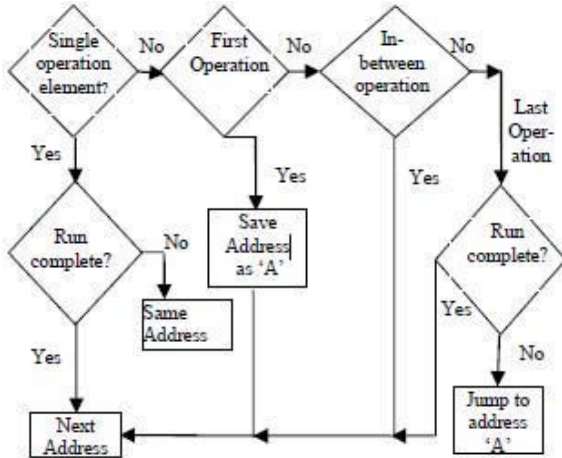 Single
operation
element?
No
First
Operation
No
In-
between
operation
No
Last
Oper-
ation
Yes
Yes
Yes
Run
complete?
No
Save
Address
as ‘A’
Run
complete?
Same
Address
Yes
Yes
No
Next
Address
Jump to
address
‘A’